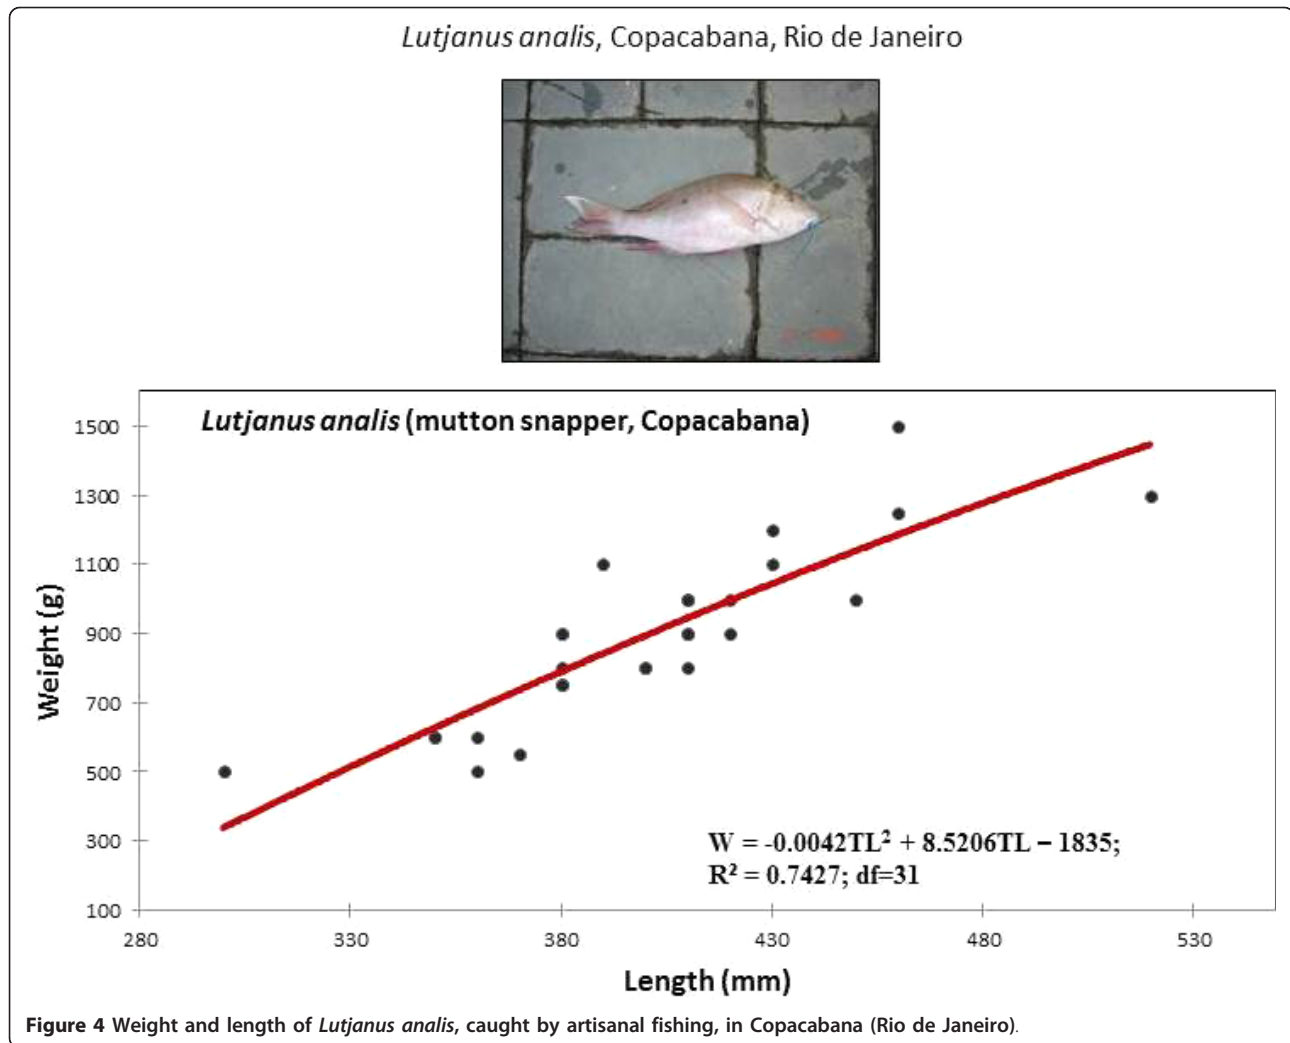 Lutjanus analis, Copacabana, Rio de Janeiro
Lutjanus analis (mutton snapper, Copacabana)
1500
1300
1100
900
700
500
300
100
Weight (g)
W = -0.0042TL² + 8.5206TL – 1835;
R² = 0.7427; df=31
280 330 380 430 480 530
Length (mm)
Figure 4 Weight and length of Lutjanus analis, caught by artisanal fishing, in Copacabana (Rio de Janeiro).